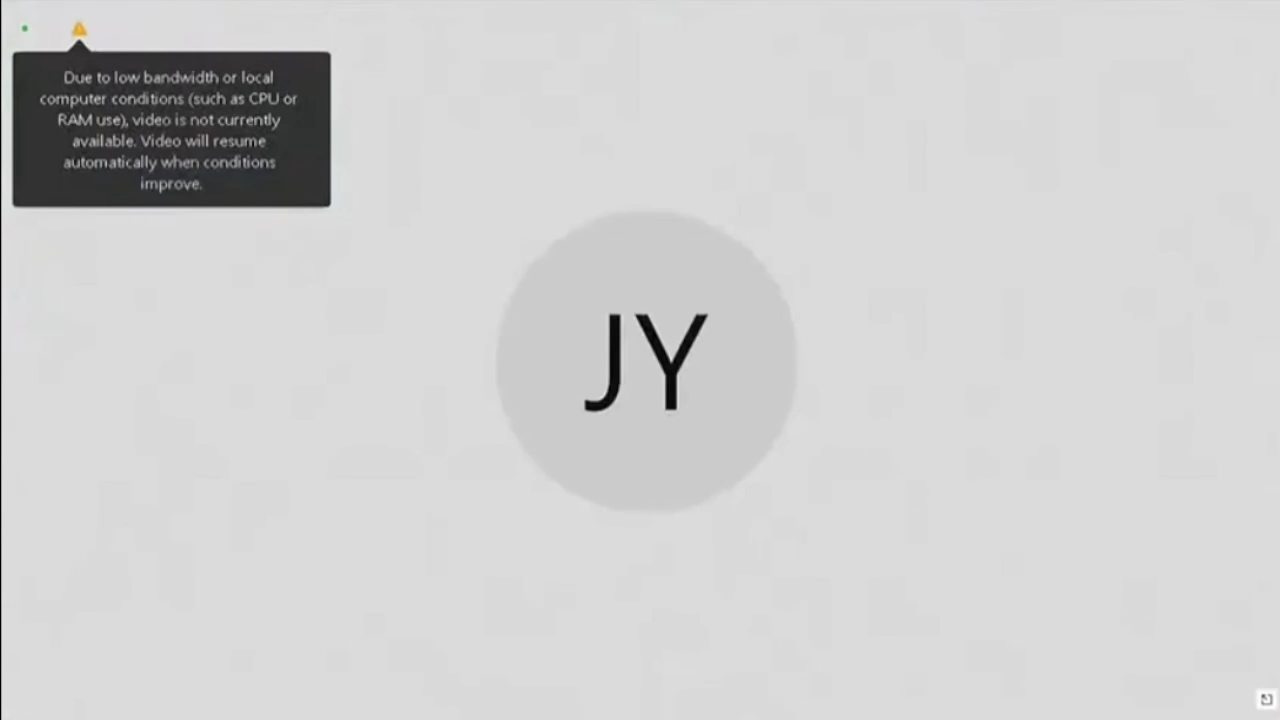 Due to low bandwidth or local
computer conditions (such as CPU or
RAM use), video is not currently
available. Video will resume
automatically when conditions
improve.
JY